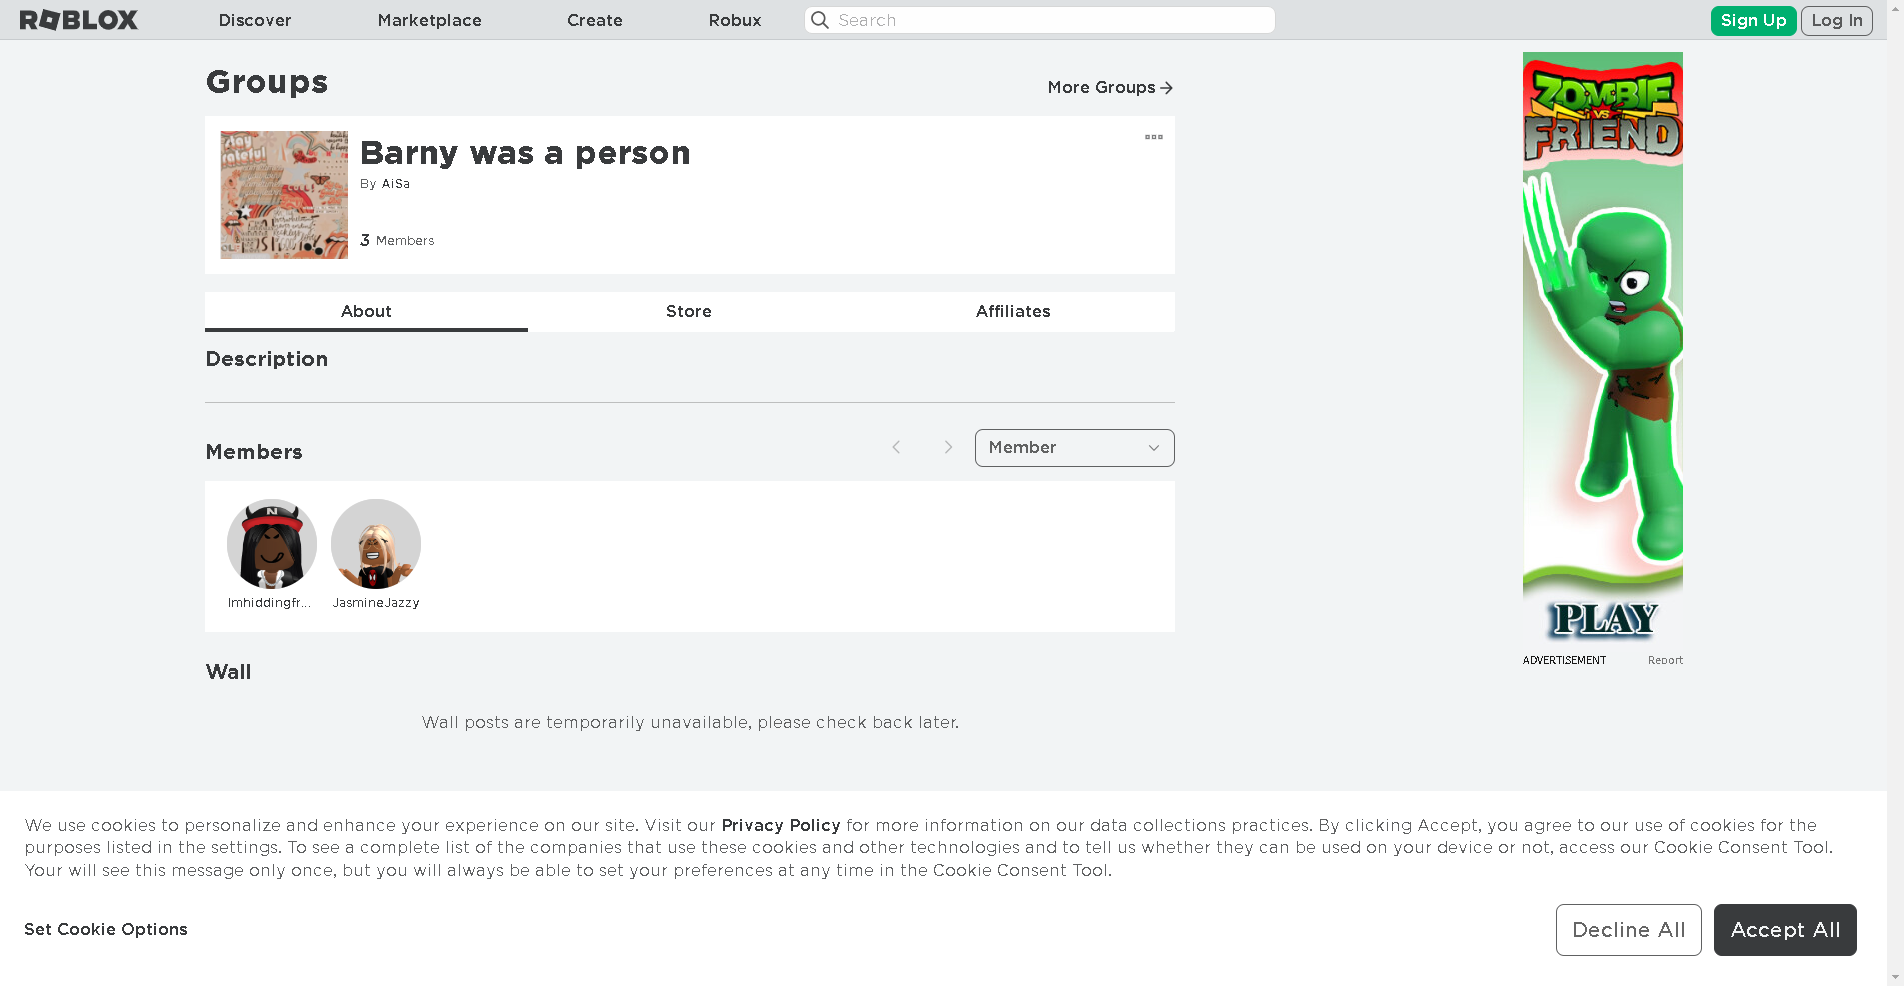 ROBLOX
Discover
Marketplace
Create
Robux
Search
Sign Up
Log In
Groups
More Groups
Barny was a person
By AiSa
3 Members
About
Store
Affiliates
Description
Members
Member
N
Imhiddingfr...
JasmineJazzy
Wall
Wall posts are temporarily unavailable, please check back later.
ZOMBIE
VS
FRIEND
PLAY
ADVERTISEMENT
Report
We use cookies to personalize and enhance your experience on our site. Visit our Privacy Policy for more information on our data collections practices. By clicking Accept, you agree to our use of cookies for the
purposes listed in the settings. To see a complete list of the companies that use these cookies and other technologies and to tell us whether they can be used on your device or not, access our Cookie Consent Tool.
Your will see this message only once, but you will always be able to set your preferences at any time in the Cookie Consent Tool.
Set Cookie Options
Decline All
Accept All